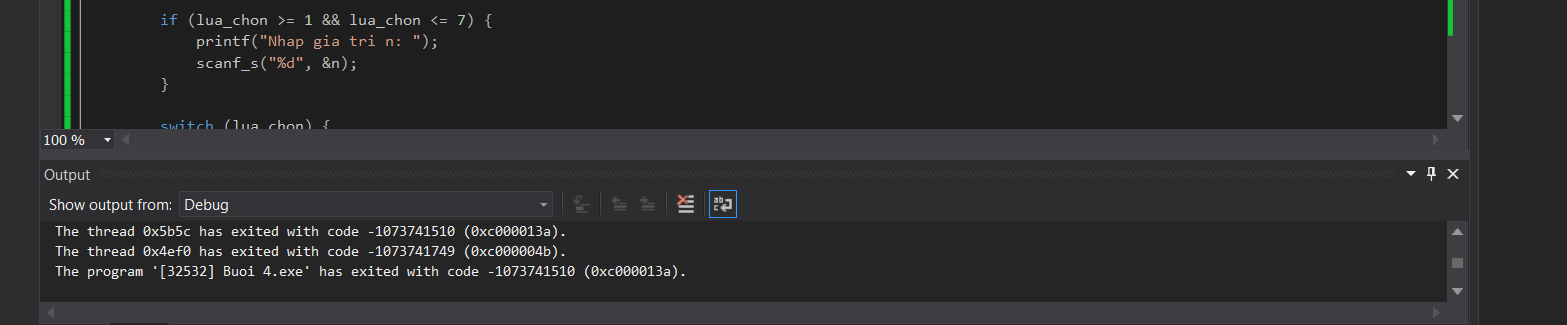 if (lua_chon >= 1 && lua_chon <= 7) {
printf("Nhap gia tri n: ");
scanf_s("%d", &n);
}
switch (lua_chon) {
100 %
Output
Show output from: Debug
The thread 0x5b5c has exited with code -1073741510 (0xc000013a).
The thread 0x4ef0 has exited with code -1073741749 (0xc000004b).
The program '[32532] Buoi 4.exe' has exited with code -1073741510 (0xc000013a).